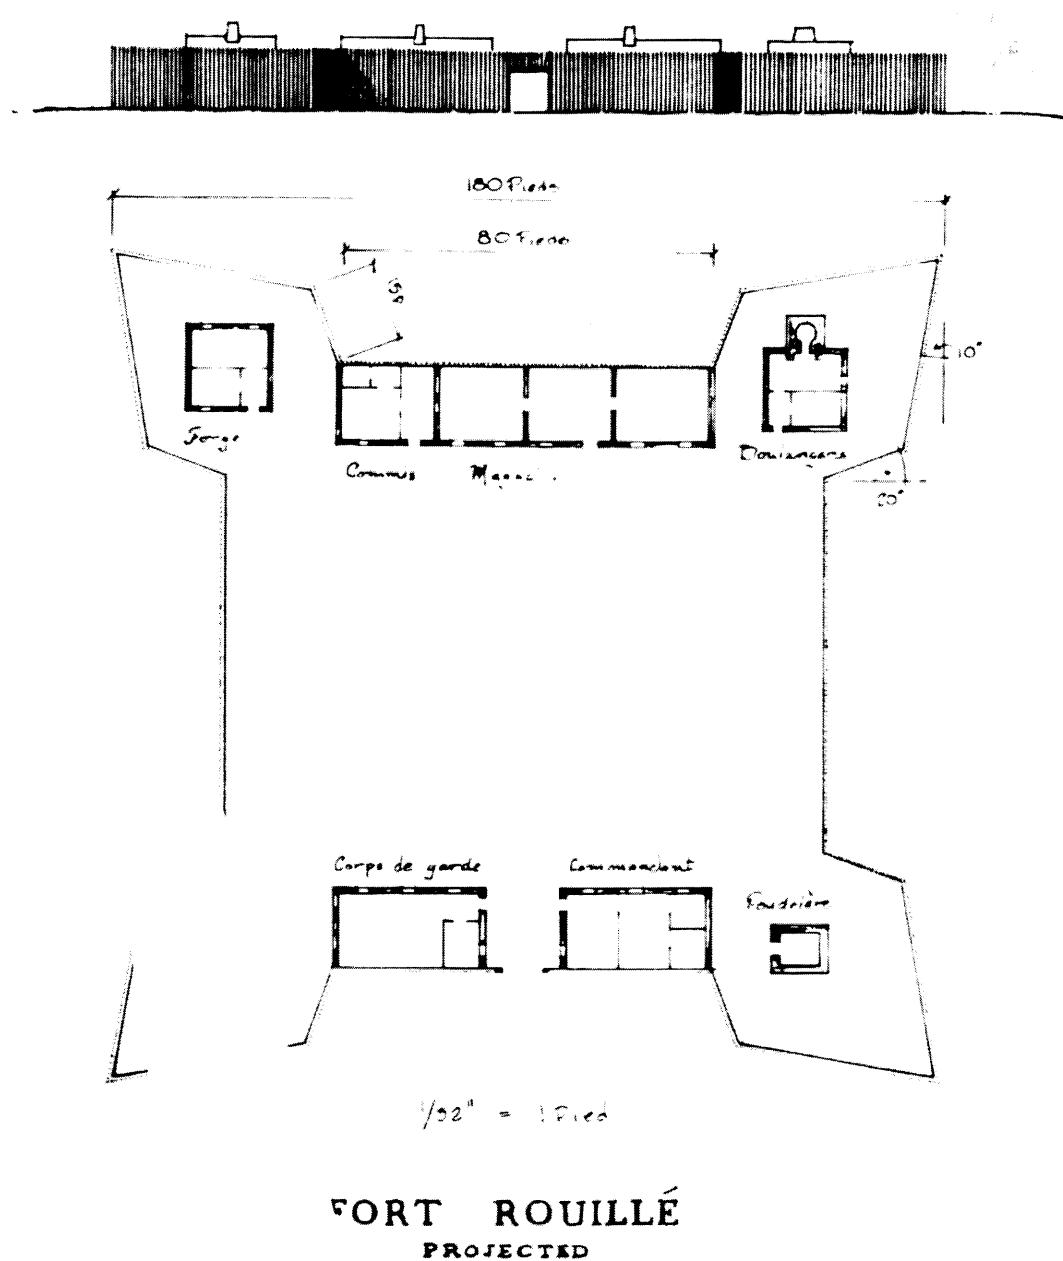 180 Pieds
80 Pieds
10°
Forge
Commis Magasi
Boulangerie
20°
Corps de garde Commandant
Poudrière
1/32" = 1 Pied
FORT ROUILLÉ
PROJECTED